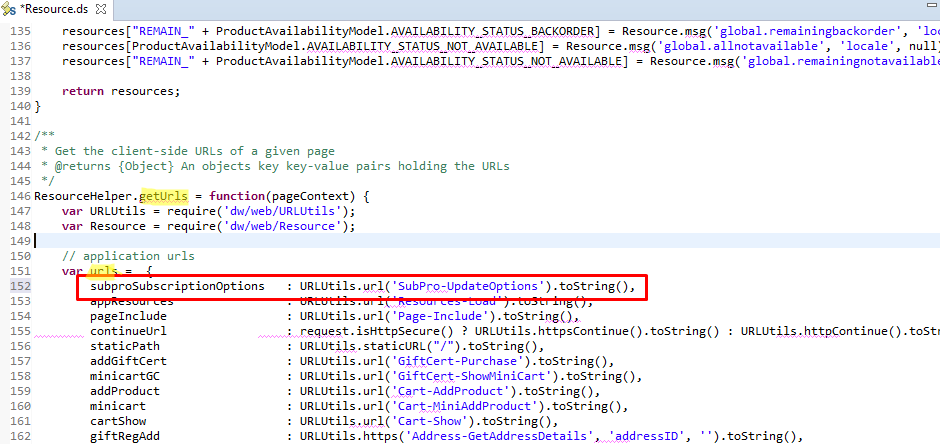 *Resource.ds
135 resources["REMAIN_" + ProductAvailabilityModel.AVAILABILITY_STATUS_BACKORDER] = Resource.msg('global.remainingbackorder', 'loc
136 resources[ProductAvailabilityModel.AVAILABILITY_STATUS_NOT_AVAILABLE] = Resource.msg('global.allnotavailable', 'locale', null)
137 resources["REMAIN_" + ProductAvailabilityModel.AVAILABILITY_STATUS_NOT_AVAILABLE] = Resource.msg('global.remainingnotavailable
138
139 return resources;
140 }
141
142 /**
143 * Get the client-side URLs of a given page
144 * @returns {Object} An objects key key-value pairs holding the URLs
145 */
146 ResourceHelper.getUrls = function(pageContext) {
147 var URLUtils = require('dw/web/URLUtils');
148 var Resource = require('dw/web/Resource');
149
150 // application urls
151 var urls = {
152 subproSubscriptionOptions : URLUtils.url('SubPro-UpdateOptions').toString(),
153 appResources : URLUtils.url('Resources-Load').toString(),
154 pageInclude : URLUtils.url('Page-Include').toString(),
155 continueUrl : request.isHttpSecure() ? URLUtils.httpsContinue().toString() : URLUtils.httpContinue().toStr
156 staticPath : URLUtils.staticURL("/").toString(),
157 addGiftCert : URLUtils.url('GiftCert-Purchase').toString(),
158 minicartGC : URLUtils.url('GiftCert-ShowMiniCart').toString(),
159 addProduct : URLUtils.url('Cart-AddProduct').toString(),
160 minicart : URLUtils.url('Cart-MiniAddProduct').toString(),
161 cartShow : URLUtils.url('Cart-Show').toString(),
162 giftRegAdd : URLUtils.https('Address-GetAddressDetails', 'addressID', '').toString(),